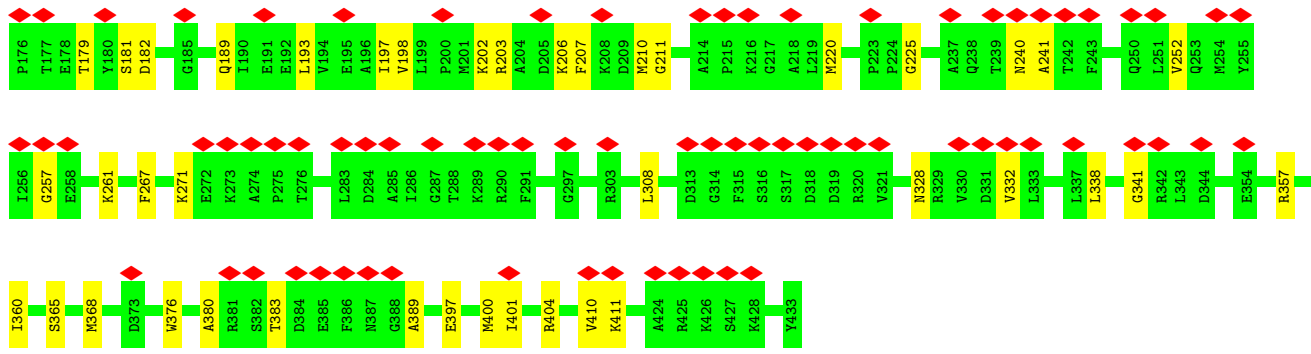 P176 T177 E178 T179 Y180 S181 D182 G185 Q189 I190 E191 E192 L193 V194 E195 A196 I197 V198 L199 P200 M201 K202 R203 A204 D205 K206 F207 K208 D209 M210 G211 A214 P215 K216 G217 A218 L219 M220 P223 P224 G225 A237 Q238 T239 N240 A241 T242 F243 Q250 L251 V252 Q253 M254 Y255
I256 G257 E258 K261 F267 K271 E272 K273 A274 P275 T276 L283 D284 A285 I286 G287 T288 K289 R290 F291 G297 R303 L308 D313 G314 F315 S316 S317 D318 D319 R320 V321 N328 R329 V330 D331 V332 L333 L337 L338 G341 R342 L343 D344 E354 R357
I360 S365 M368 D373 W376 A380 R381 S382 T383 D384 E385 F386 N387 G388 A389 E397 M400 I401 R404 V410 K411 A424 R425 K426 S427 K428 Y433